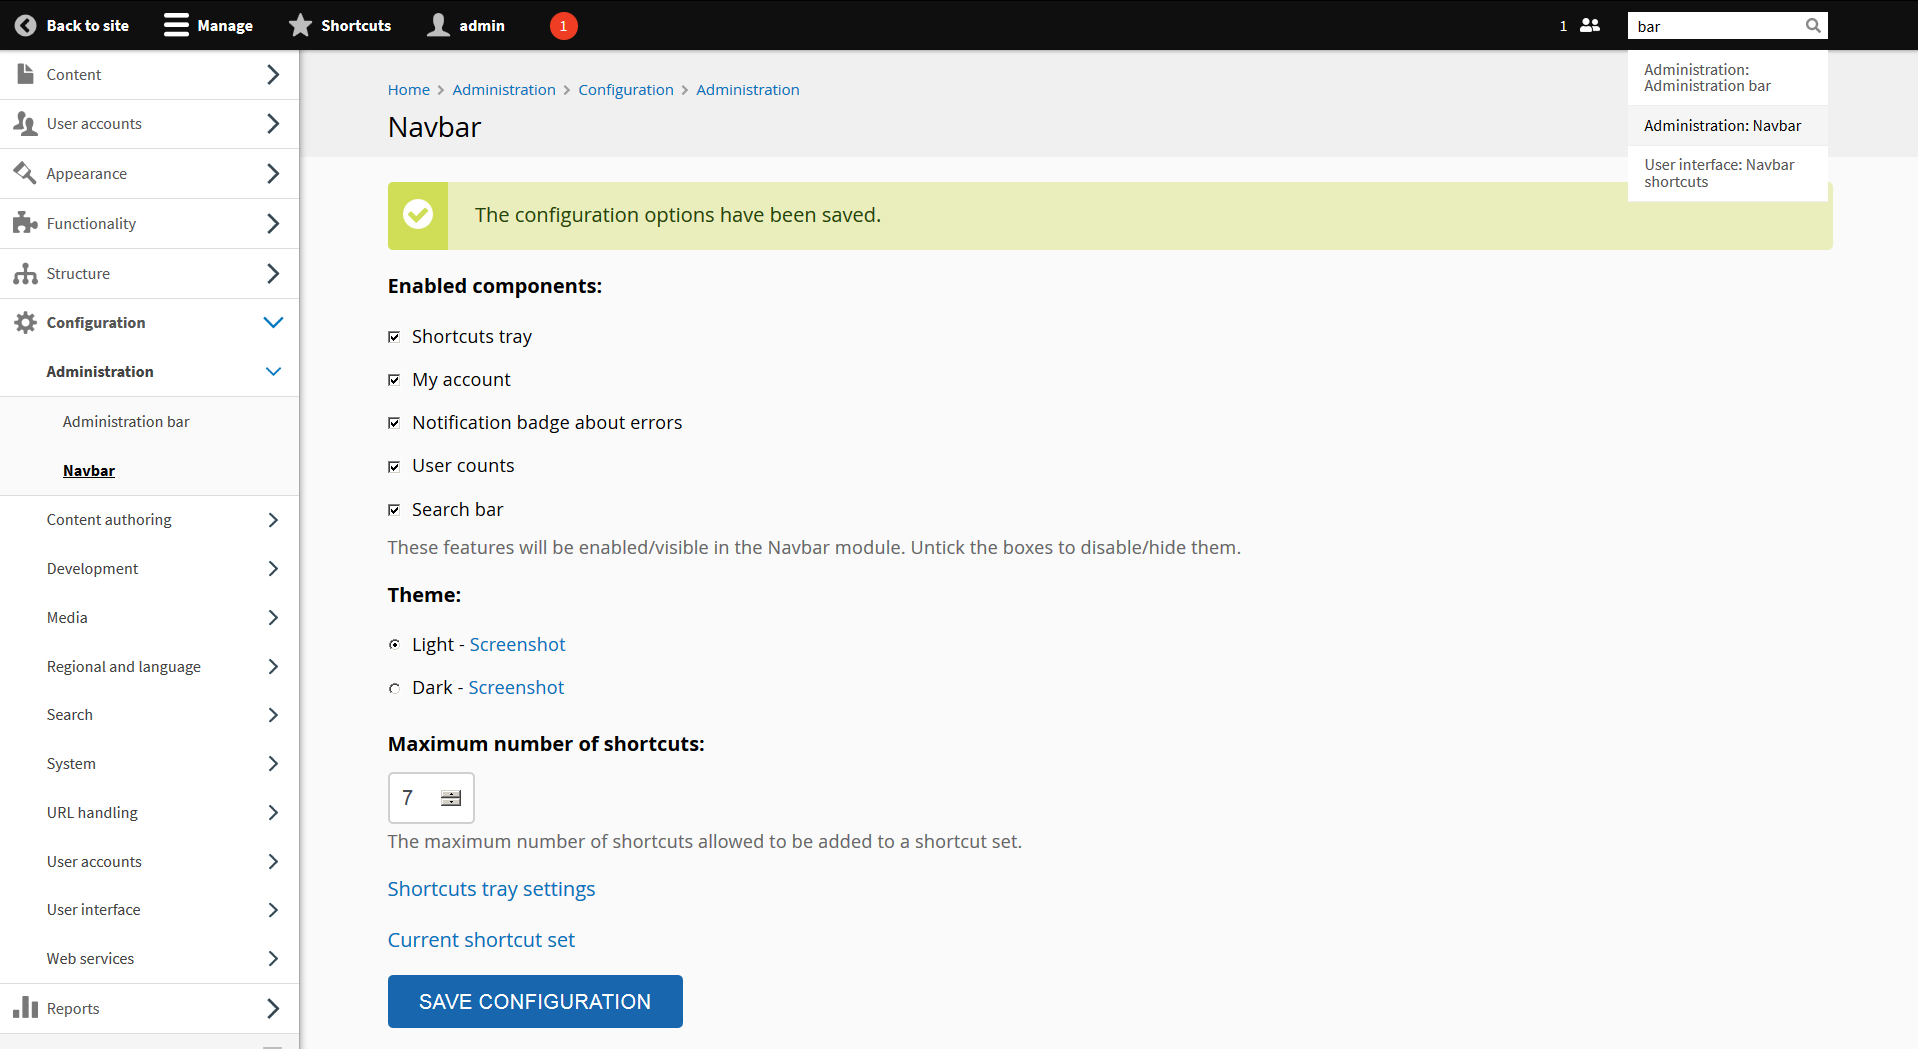 Back to site
Manage
Shortcuts
admin
1
1
bar
Administration:
Administration bar
Administration: Navbar
User interface: Navbar
shortcuts
Content
User accounts
Appearance
Functionality
Structure
Configuration
Administration
Administration bar
Navbar
Content authoring
Development
Media
Regional and language
Search
System
URL handling
User accounts
User interface
Web services
Reports
Home > Administration > Configuration > Administration
Navbar
The configuration options have been saved.
Enabled components:
Shortcuts tray
My account
Notification badge about errors
User counts
Search bar
These features will be enabled/visible in the Navbar module. Untick the boxes to disable/hide them.
Theme:
Light - Screenshot
Dark - Screenshot
Maximum number of shortcuts:
7
The maximum number of shortcuts allowed to be added to a shortcut set.
Shortcuts tray settings
Current shortcut set
SAVE CONFIGURATION